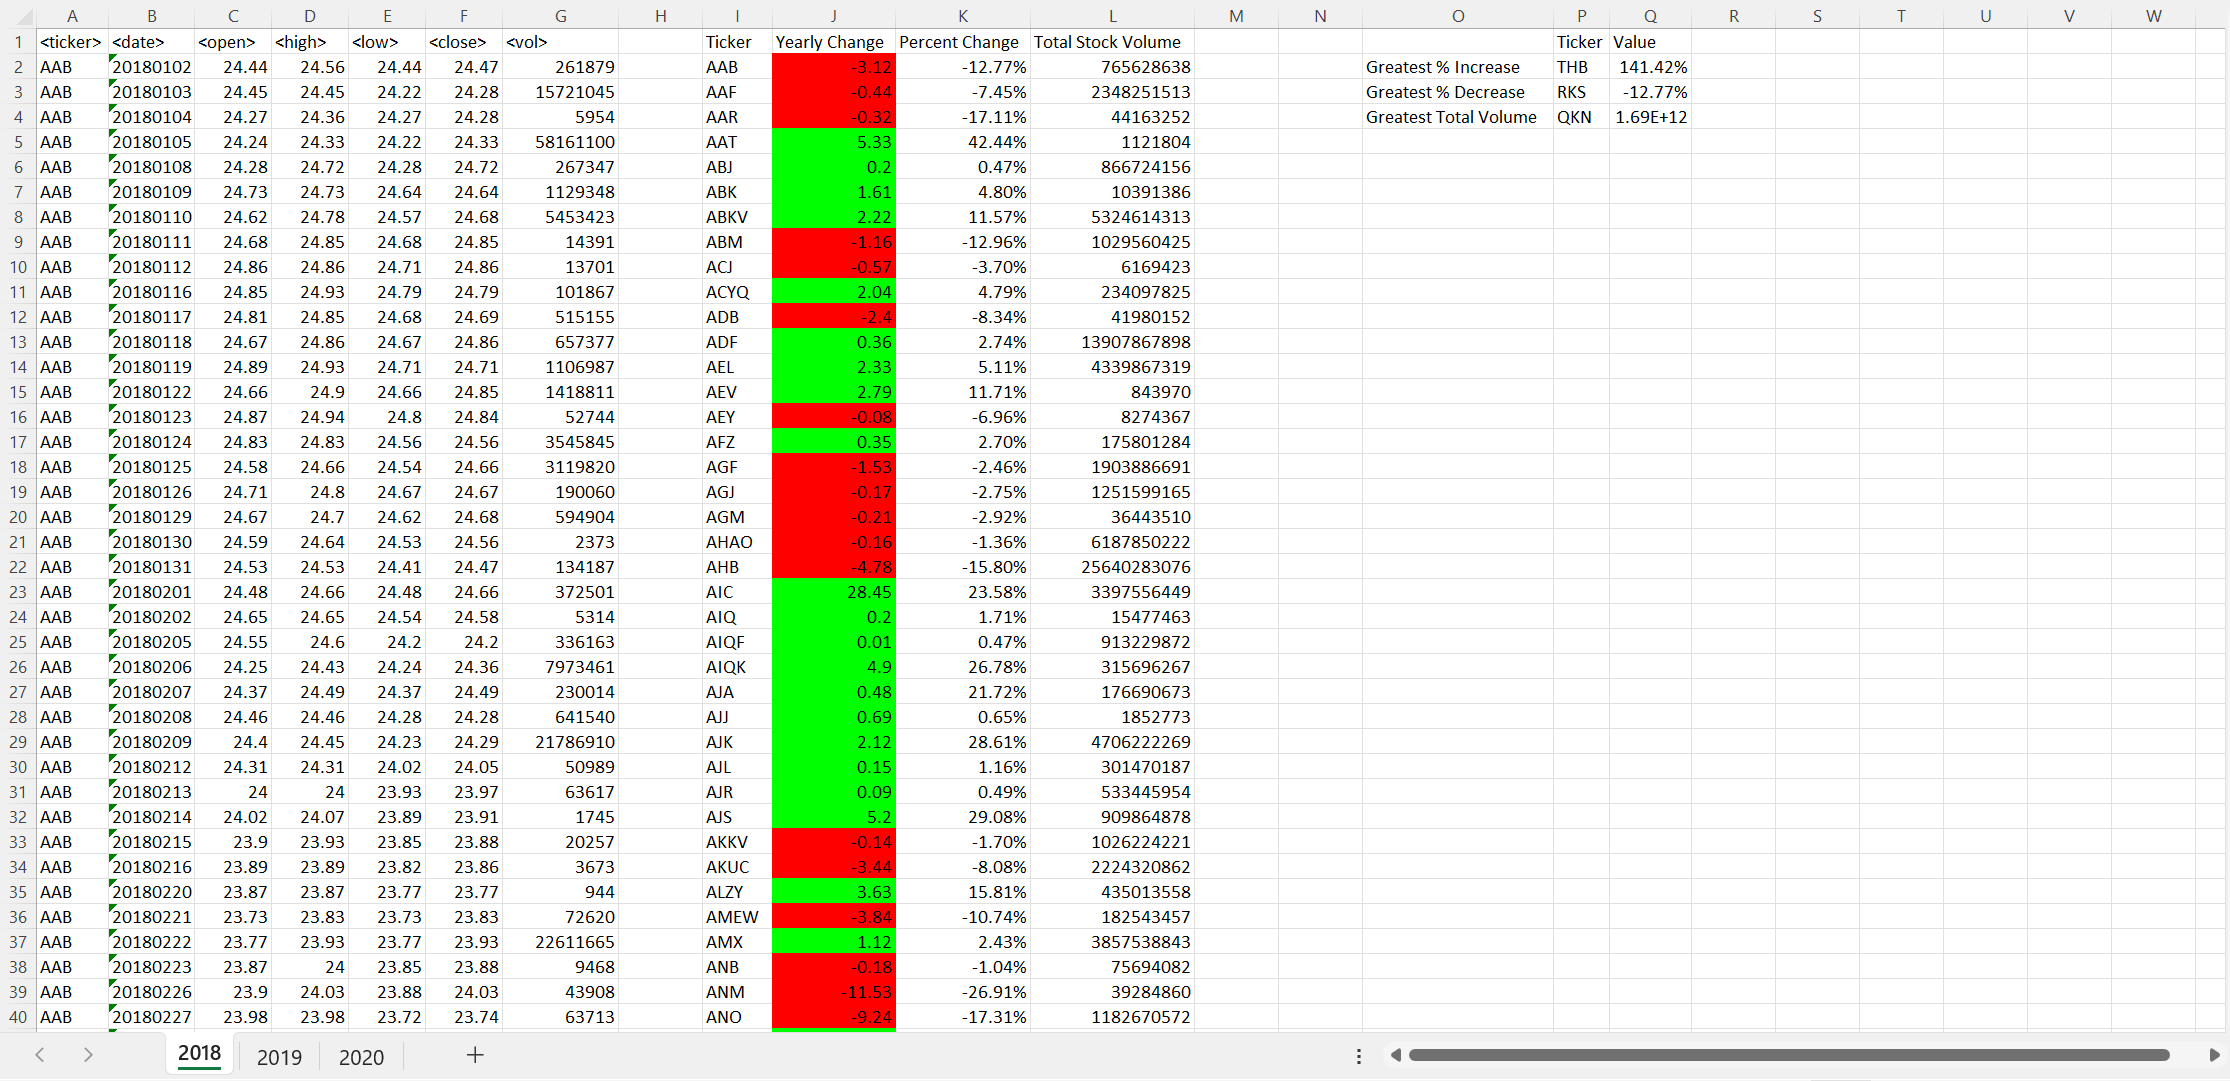 A B C D E F G H I J K L M N O P Q R S T U V W
1 <ticker> <date> <open> <high> <low> <close> <vol> Ticker Yearly Change Percent Change Total Stock Volume Ticker Value
2 AAB 20180102 24.44 24.56 24.44 24.47 261879 AAB -3.12 -12.77% 765628638 Greatest % Increase THB 141.42%
3 AAB 20180103 24.45 24.45 24.22 24.28 15721045 AAF -0.44 -7.45% 2348251513 Greatest % Decrease RKS -12.77%
4 AAB 20180104 24.27 24.36 24.27 24.28 5954 AAR -0.32 -17.11% 44163252 Greatest Total Volume QKN 1.69E+12
5 AAB 20180105 24.24 24.33 24.22 24.33 58161100 AAT 5.33 42.44% 1121804
6 AAB 20180108 24.28 24.72 24.28 24.72 267347 ABJ 0.2 0.47% 866724156
7 AAB 20180109 24.73 24.73 24.64 24.64 1129348 ABK 1.61 4.80% 10391386
8 AAB 20180110 24.62 24.78 24.57 24.68 5453423 ABKV 2.22 11.57% 5324614313
9 AAB 20180111 24.68 24.85 24.68 24.85 14391 ABM -1.16 -12.96% 1029560425
10 AAB 20180112 24.86 24.86 24.71 24.86 13701 ACJ -0.57 -3.70% 6169423
11 AAB 20180116 24.85 24.93 24.79 24.79 101867 ACYQ 2.04 4.79% 234097825
12 AAB 20180117 24.81 24.85 24.68 24.69 515155 ADB -2.4 -8.34% 41980152
13 AAB 20180118 24.67 24.86 24.67 24.86 657377 ADF 0.36 2.74% 13907867898
14 AAB 20180119 24.89 24.93 24.71 24.71 1106987 AEL 2.33 5.11% 4339867319
15 AAB 20180122 24.66 24.9 24.66 24.85 1418811 AEV 2.79 11.71% 843970
16 AAB 20180123 24.87 24.94 24.8 24.84 52744 AEY -0.08 -6.96% 8274367
17 AAB 20180124 24.83 24.83 24.56 24.56 3545845 AFZ 0.35 2.70% 175801284
18 AAB 20180125 24.58 24.66 24.54 24.66 3119820 AGF -1.53 -2.46% 1903886691
19 AAB 20180126 24.71 24.8 24.67 24.67 190060 AGJ -0.17 -2.75% 1251599165
20 AAB 20180129 24.67 24.7 24.62 24.68 594904 AGM -0.21 -2.92% 36443510
21 AAB 20180130 24.59 24.64 24.53 24.56 2373 AHAO -0.16 -1.36% 6187850222
22 AAB 20180131 24.53 24.53 24.41 24.47 134187 AHB -4.78 -15.80% 25640283076
23 AAB 20180201 24.48 24.66 24.48 24.66 372501 AIC 28.45 23.58% 3397556449
24 AAB 20180202 24.65 24.65 24.54 24.58 5314 AIQ 0.2 1.71% 15477463
25 AAB 20180205 24.55 24.6 24.2 24.2 336163 AIQF 0.01 0.47% 913229872
26 AAB 20180206 24.25 24.43 24.24 24.36 7973461 AIQK 4.9 26.78% 315696267
27 AAB 20180207 24.37 24.49 24.37 24.49 230014 AJA 0.48 21.72% 176690673
28 AAB 20180208 24.46 24.46 24.28 24.28 641540 AJJ 0.69 0.65% 1852773
29 AAB 20180209 24.4 24.45 24.23 24.29 21786910 AJK 2.12 28.61% 4706222269
30 AAB 20180212 24.31 24.31 24.02 24.05 50989 AJL 0.15 1.16% 301470187
31 AAB 20180213 24 24 23.93 23.97 63617 AJR 0.09 0.49% 533445954
32 AAB 20180214 24.02 24.07 23.89 23.91 1745 AJS 5.2 29.08% 909864878
33 AAB 20180215 23.9 23.93 23.85 23.88 20257 AKKV -0.14 -1.70% 1026224221
34 AAB 20180216 23.89 23.89 23.82 23.86 3673 AKUC -3.44 -8.08% 2224320862
35 AAB 20180220 23.87 23.87 23.77 23.77 944 ALZY 3.63 15.81% 435013558
36 AAB 20180221 23.73 23.83 23.73 23.83 72620 AMEW -3.84 -10.74% 182543457
37 AAB 20180222 23.77 23.93 23.77 23.93 22611665 AMX 1.12 2.43% 3857538843
38 AAB 20180223 23.87 24 23.85 23.88 9468 ANB -0.18 -1.04% 75694082
39 AAB 20180226 23.9 24.03 23.88 24.03 43908 ANM -11.53 -26.91% 39284860
40 AAB 20180227 23.98 23.98 23.72 23.74 63713 ANO -9.24 -17.31% 1182670572
2018 2019 2020